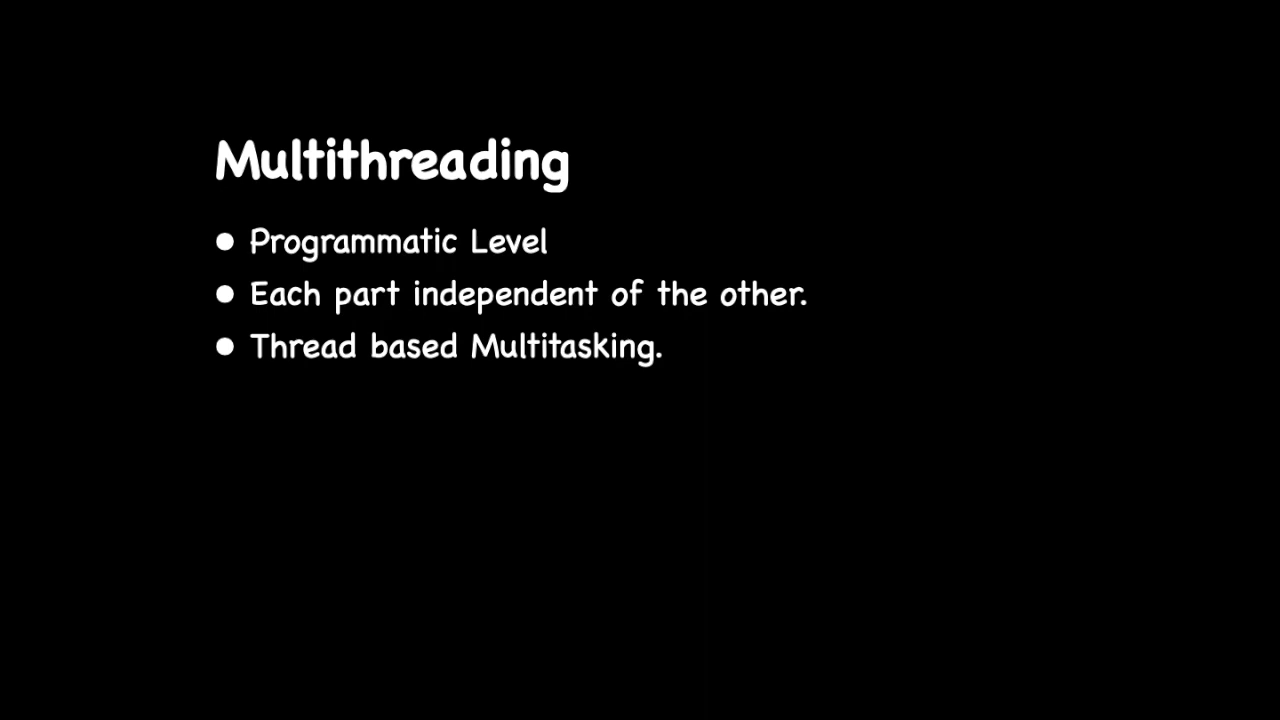 Multithreading
● Programmatic Level
● Each part independent of the other.
● Thread based Multitasking.